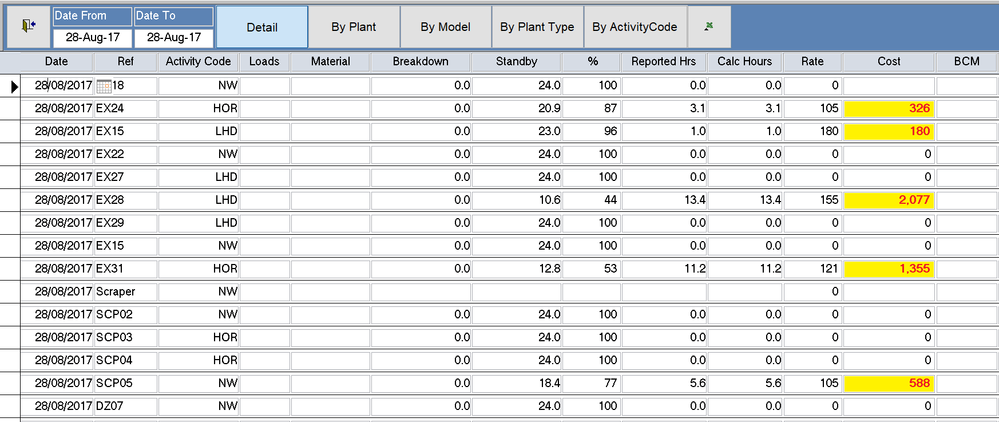 Date From Date To
28-Aug-17 28-Aug-17 Detail By Plant By Model By Plant Type By ActivityCode
Date Ref Activity Code Loads Material Breakdown Standby % Reported Hrs Calc Hours Rate Cost BCM
28/08/2017 18 NW 0.0 24.0 100 0.0 0.0 0
28/08/2017 EX24 HOR 0.0 20.9 87 3.1 3.1 105 326
28/08/2017 EX15 LHD 0.0 23.0 96 1.0 1.0 180 180
28/08/2017 EX22 NW 0.0 24.0 100 0.0 0.0 0 0
28/08/2017 EX27 LHD 0.0 24.0 100 0.0 0.0 0 0
28/08/2017 EX28 LHD 0.0 10.6 44 13.4 13.4 155 2,077
28/08/2017 EX29 LHD 0.0 24.0 100 0.0 0.0 0 0
28/08/2017 EX15 NW 0.0 24.0 100 0.0 0.0 0 0
28/08/2017 EX31 HOR 0.0 12.8 53 11.2 11.2 121 1,355
28/08/2017 Scraper NW 0
28/08/2017 SCP02 NW 0.0 24.0 100 0.0 0.0 0 0
28/08/2017 SCP03 HOR 0.0 24.0 100 0.0 0.0 0 0
28/08/2017 SCP04 HOR 0.0 24.0 100 0.0 0.0 0 0
28/08/2017 SCP05 NW 0.0 18.4 77 5.6 5.6 105 588
28/08/2017 DZ07 NW 0.0 24.0 100 0.0 0.0 0 0